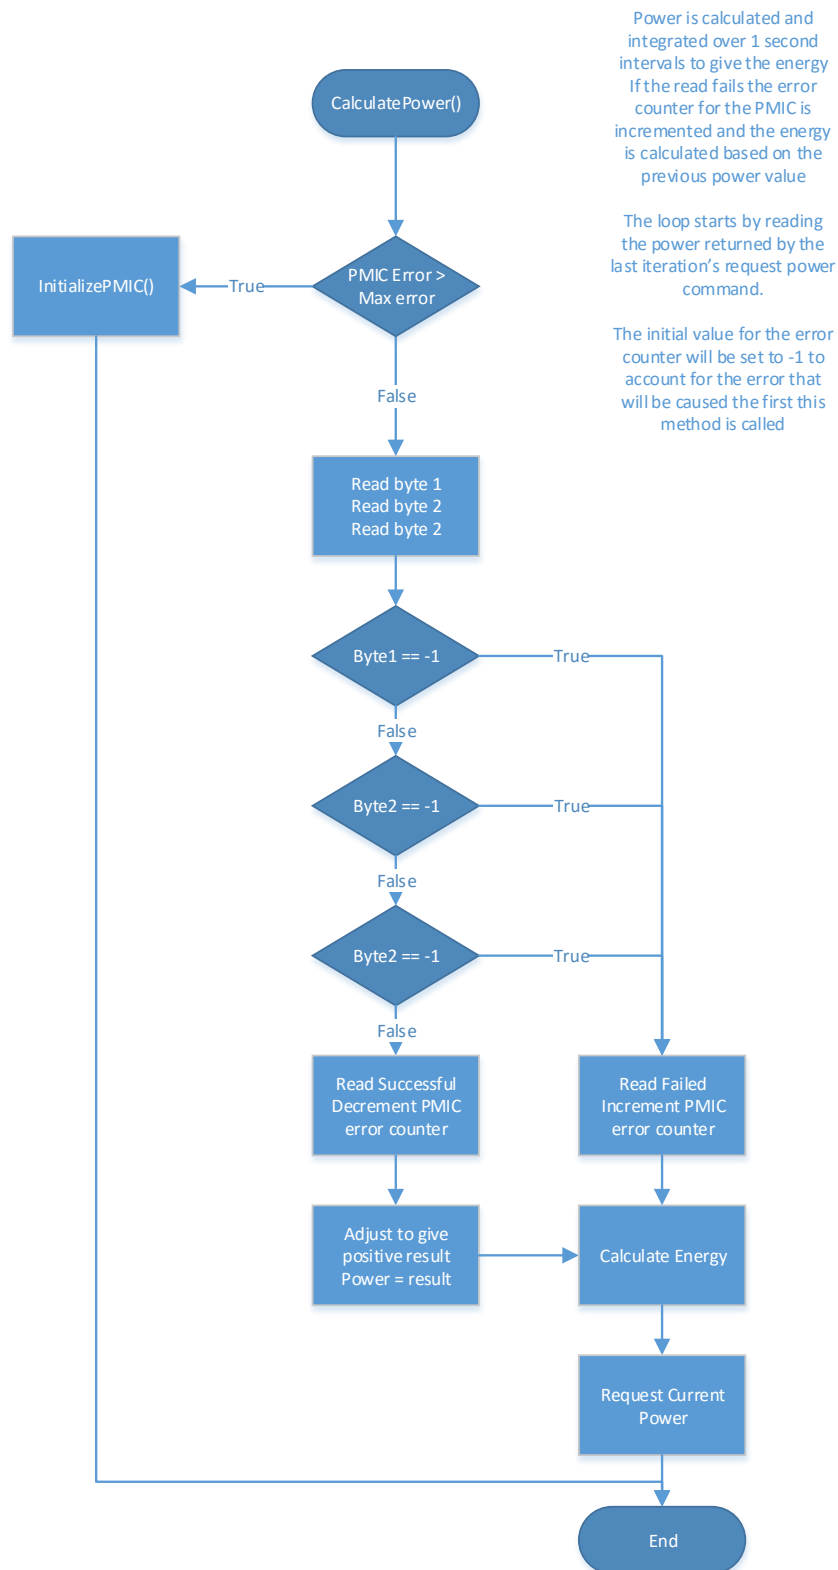 Power is calculated and
integrated over 1 second
intervals to give the energy
If the read fails the error
counter for the PMIC is
incremented and the energy
is calculated based on the
previous power value
The loop starts by reading
the power returned by the
last iteration's request power
command.
The initial value for the error
counter will be set to -1 to
account for the error that
will be caused the first this
method is called
CalculatePower()
PMIC Error >
Max error
True
InitializePMIC()
False
Read byte 1
Read byte 2
Read byte 2
Byte1 == -1
True
False
Byte2 == -1
True
False
Byte2 == -1
True
False
Read Successful
Decrement PMIC
error counter
Read Failed
Increment PMIC
error counter
Adjust to give
positive result
Power = result
Calculate Energy
Request Current
Power
End